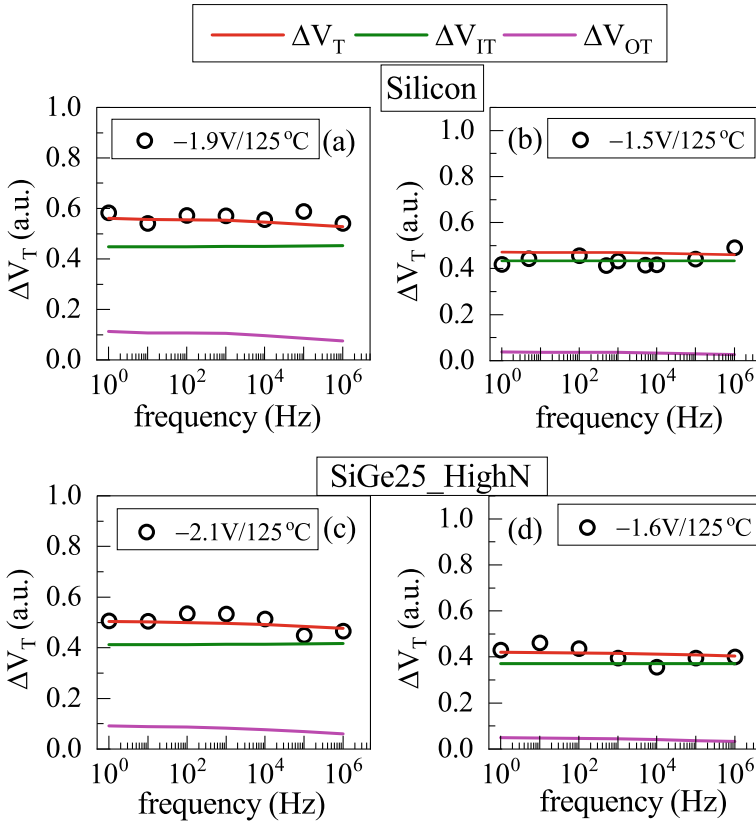 ΔV_T ΔV_IT ΔV_OT
Silicon
1.0
0.8
0.6
0.4
0.2
0.0
ΔV_T (a.u.)
−1.9V/125 °C (a)
10^0 10^2 10^4 10^6
frequency (Hz)
1.0
0.8
0.6
0.4
0.2
0.0
ΔV_T (a.u.)
(b) −1.5V/125 °C
10^0 10^2 10^4 10^6
frequency (Hz)
SiGe25_HighN
1.0
0.8
0.6
0.4
0.2
0.0
ΔV_T (a.u.)
−2.1V/125 °C (c)
10^0 10^2 10^4 10^6
frequency (Hz)
1.0
0.8
0.6
0.4
0.2
0.0
ΔV_T (a.u.)
(d) −1.6V/125 °C
10^0 10^2 10^4 10^6
frequency (Hz)